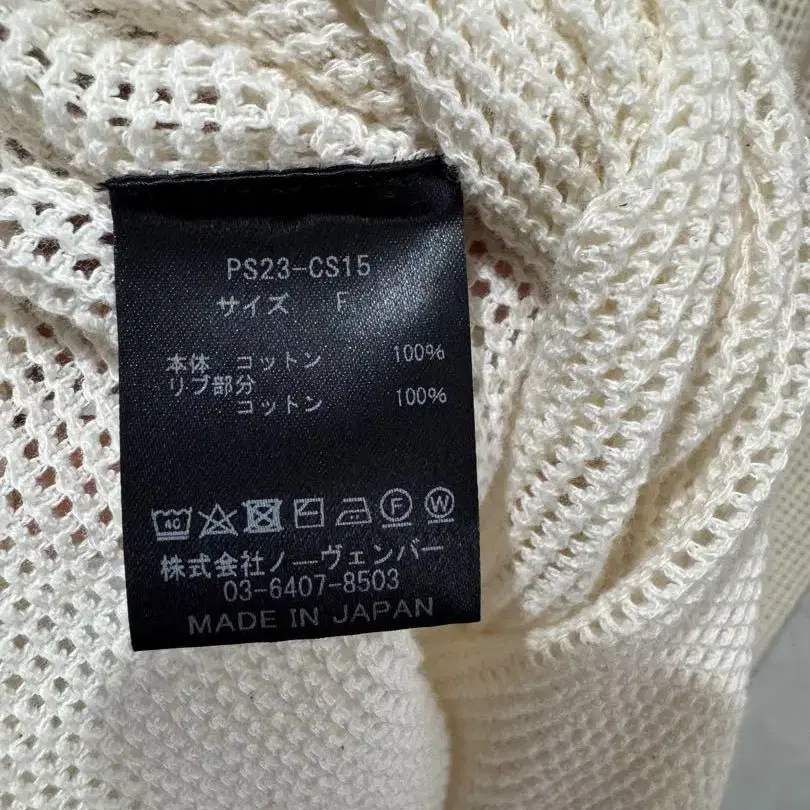 PS23-CS15
サイズ F
本体 コットン 100%
リブ部分
コットン 100%
40 F W
株式会社ノーヴェンバー
03-6407-8503
MADE IN JAPAN